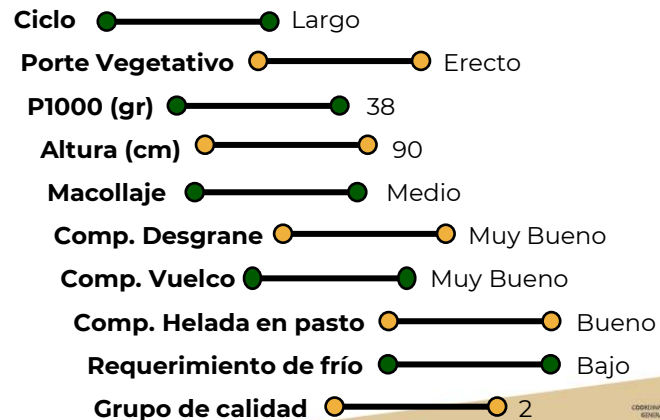 Ciclo Largo
Porte Vegetativo Erecto
P1000 (gr) 38
Altura (cm) 90
Macollaje Medio
Comp. Desgrane Muy Bueno
Comp. Vuelco Muy Bueno
Comp. Helada en pasto Bueno
Requerimiento de frío Bajo
Grupo de calidad 2